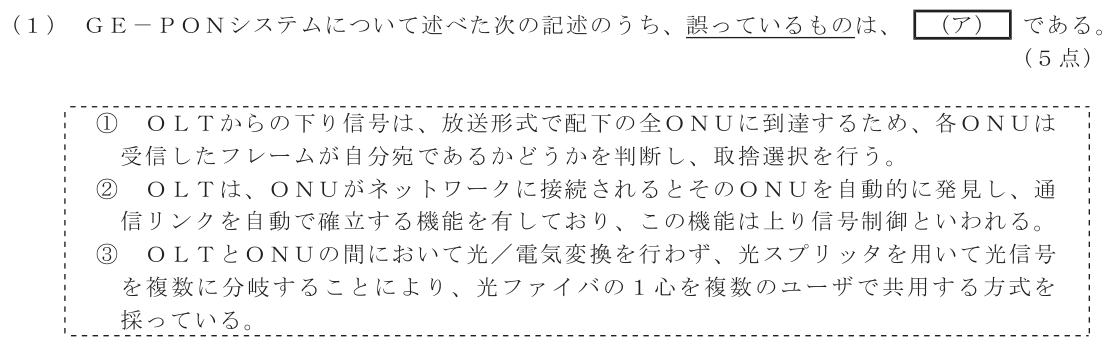 (1) GE-PONシステムについて述べた次の記述のうち、誤っているものは、 (ア) である。
(5点)
① OLTからの下り信号は、放送形式で配下の全ONUに到達するため、各ONUは
受信したフレームが自分宛であるかどうかを判断し、取捨選択を行う。
② OLTは、ONUがネットワークに接続されるとそのONUを自動的に発見し、通
信リンクを自動で確立する機能を有しており、この機能は上り信号制御といわれる。
③ OLTとONUの間において光/電気変換を行わず、光スプリッタを用いて光信号
を複数に分岐することにより、光ファイバの1心を複数のユーザで共用する方式を
採っている。